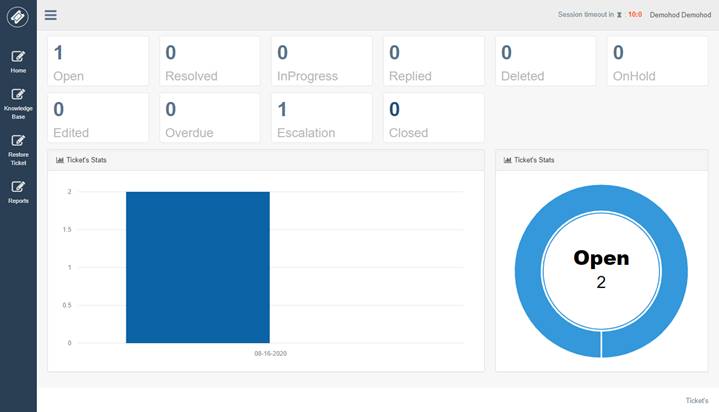 Session timeout in : 10:0 Demohod Demohod
Home
Knowledge
Base
Restore
Ticket
Reports
1 0 0 0 0 0
Open Resolved InProgress Replied Deleted OnHold
0 0 1 0
Edited Overdue Escalation Closed
Ticket's Stats
2
1.5
1
0.5
0
08-16-2020
Ticket's Stats
Open
2
Ticket's